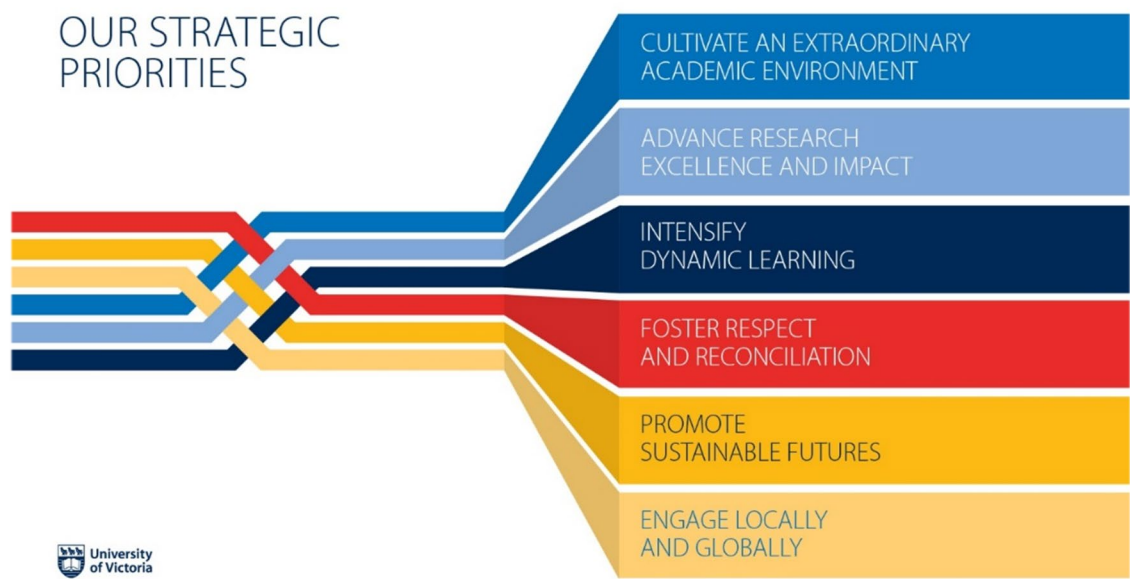 OUR STRATEGIC
PRIORITIES
CULTIVATE AN EXTRAORDINARY
ACADEMIC ENVIRONMENT
ADVANCE RESEARCH
EXCELLENCE AND IMPACT
INTENSIFY
DYNAMIC LEARNING
FOSTER RESPECT
AND RECONCILIATION
PROMOTE
SUSTAINABLE FUTURES
ENGAGE LOCALLY
AND GLOBALLY
University
of Victoria